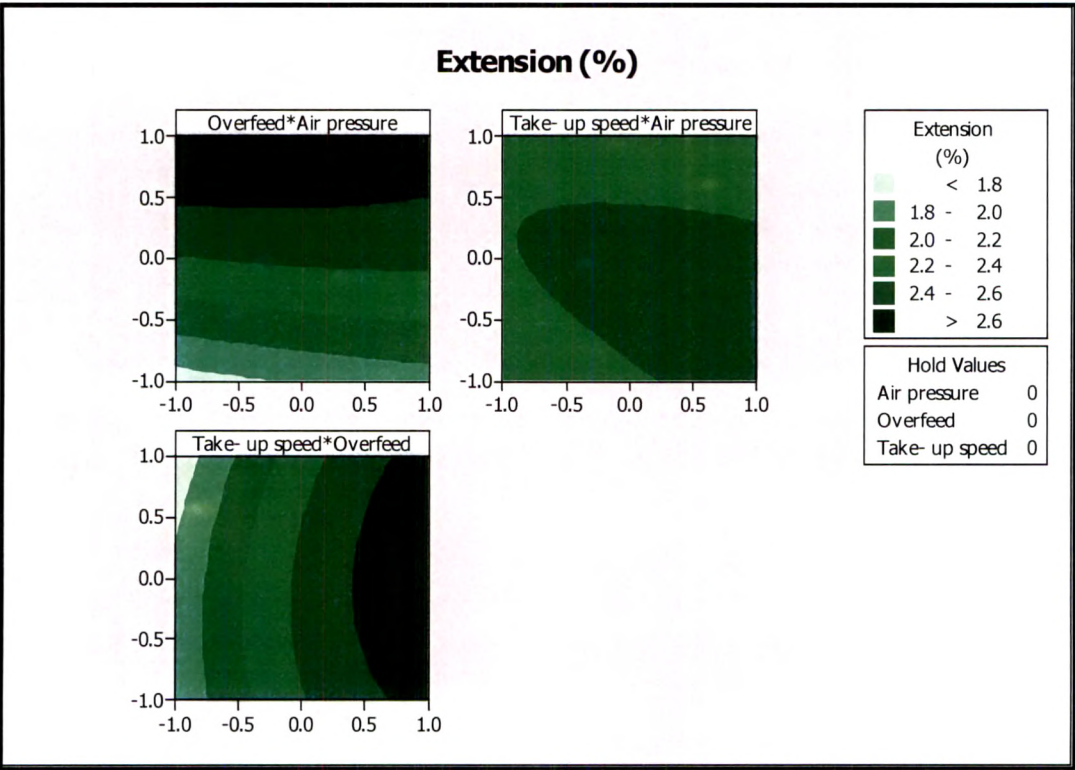 Extension (%)
Overfeed*Air pressure
1.0
0.5
0.0
-0.5
-1.0
-1.0 -0.5 0.0 0.5 1.0
Take- up speed*Air pressure
1.0
0.5
0.0
-0.5
-1.0
-1.0 -0.5 0.0 0.5 1.0
Take- up speed*Overfeed
1.0
0.5
0.0
-0.5
-1.0
-1.0 -0.5 0.0 0.5 1.0
Extension
(%)
< 1.8
1.8 - 2.0
2.0 - 2.2
2.2 - 2.4
2.4 - 2.6
> 2.6
Hold Values
Air pressure 0
Overfeed 0
Take- up speed 0